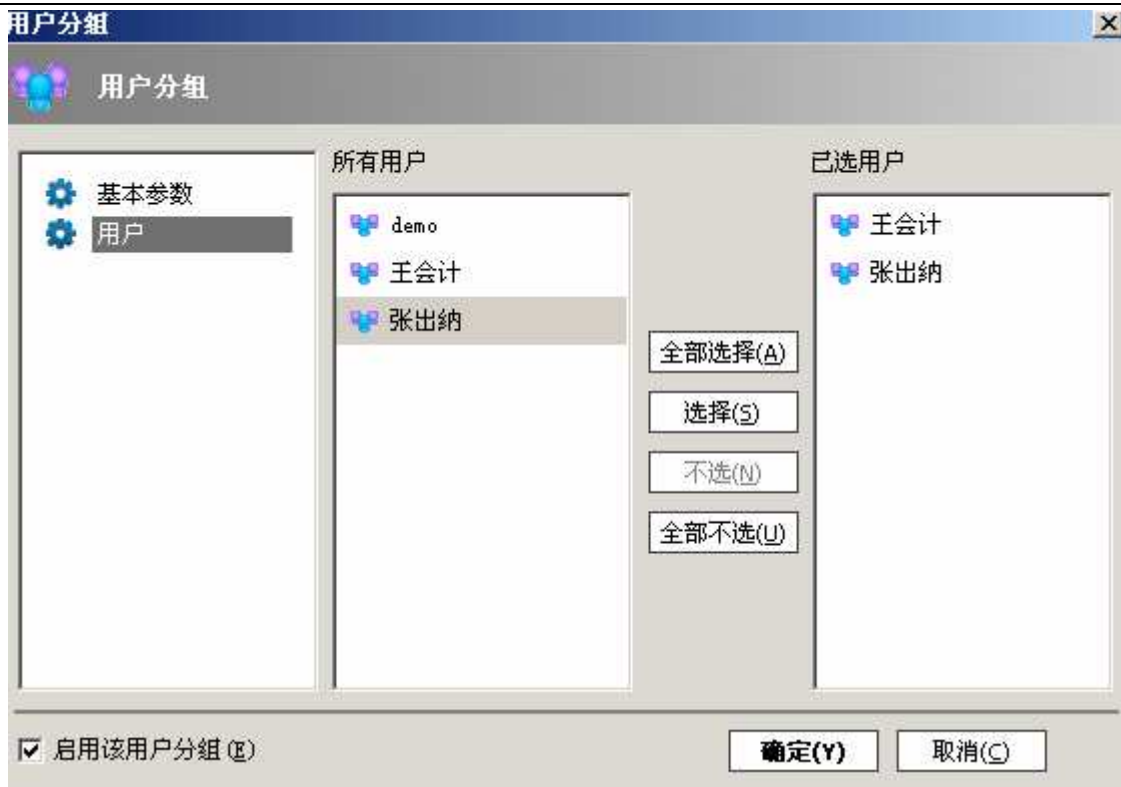 用户分组
用户分组
基本参数
用户
所有用户
demo
王会计
张出纳
全部选择(A)
选择(S)
不选(N)
全部不选(U)
已选用户
王会计
张出纳
启用该用户分组(E)
确定(Y)
取消(C)